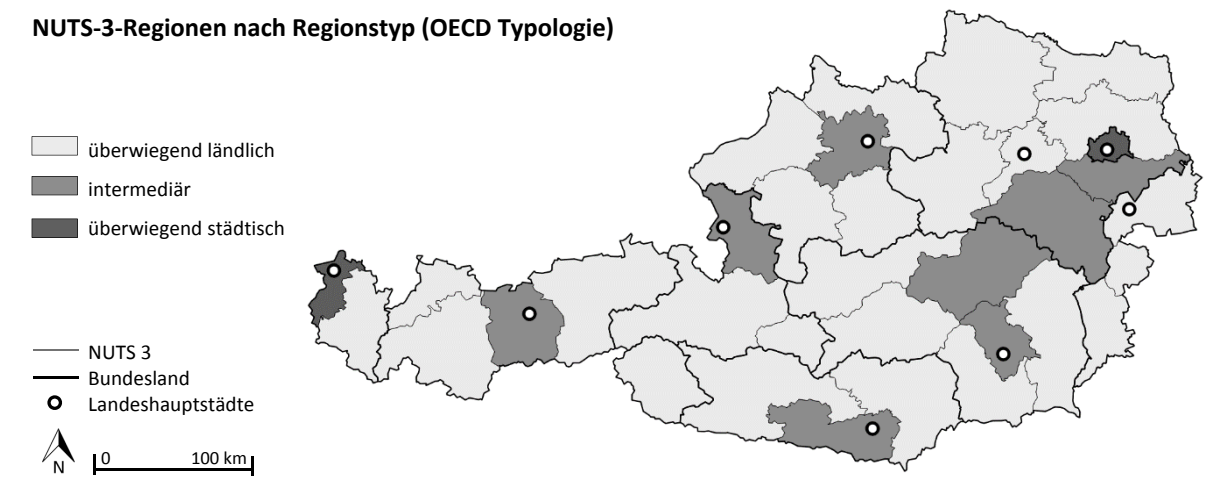 NUTS-3-Regionen nach Regionstyp (OECD Typologie)
überwiegend ländlich
intermediär
überwiegend städtisch
NUTS 3
Bundesland
Landeshauptstädte
N
0 100 km